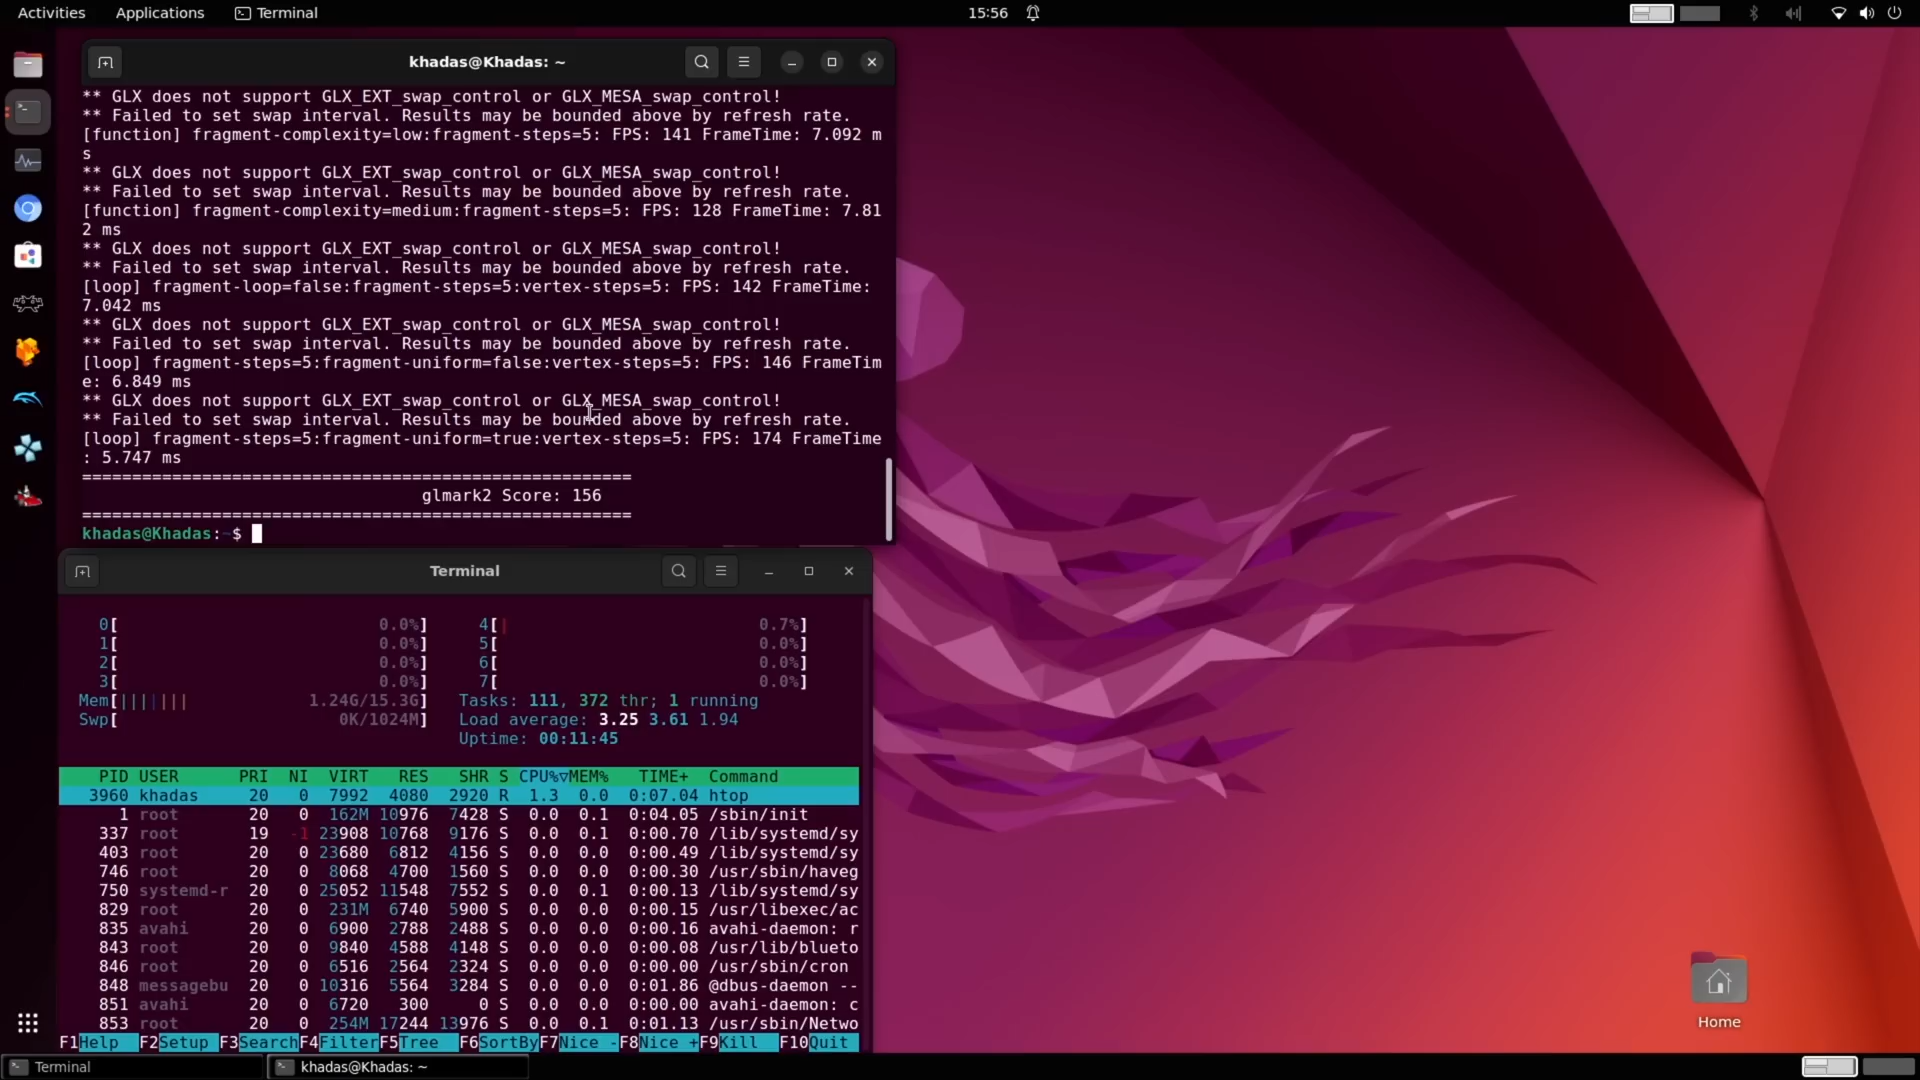 Activities Applications Terminal 15:56
khadas@Khadas: ~
** GLX does not support GLX_EXT_swap_control or GLX_MESA_swap_control!
** Failed to set swap interval. Results may be bounded above by refresh rate.
[function] fragment-complexity=low:fragment-steps=5: FPS: 141 FrameTime: 7.092 m
s
** GLX does not support GLX_EXT_swap_control or GLX_MESA_swap_control!
** Failed to set swap interval. Results may be bounded above by refresh rate.
[function] fragment-complexity=medium:fragment-steps=5: FPS: 128 FrameTime: 7.81
2 ms
** GLX does not support GLX_EXT_swap_control or GLX_MESA_swap_control!
** Failed to set swap interval. Results may be bounded above by refresh rate.
[loop] fragment-loop=false:fragment-steps=5:vertex-steps=5: FPS: 142 FrameTime:
7.042 ms
** GLX does not support GLX_EXT_swap_control or GLX_MESA_swap_control!
** Failed to set swap interval. Results may be bounded above by refresh rate.
[loop] fragment-steps=5:fragment-uniform=false:vertex-steps=5: FPS: 146 FrameTim
e: 6.849 ms
** GLX does not support GLX_EXT_swap_control or GLX_MESA_swap_control!
** Failed to set swap interval. Results may be bounded above by refresh rate.
[loop] fragment-steps=5:fragment-uniform=true:vertex-steps=5: FPS: 174 FrameTime
: 5.747 ms
=======================================================
glmark2 Score: 156
=======================================================
khadas@Khadas:~$
Terminal
0[ 0.0%] 4[| 0.7%]
1[ 0.0%] 5[ 0.0%]
2[ 0.0%] 6[ 0.0%]
3[ 0.0%] 7[ 0.0%]
Mem[||||||| 1.24G/15.3G] Tasks: 111, 372 thr; 1 running
Swp[ 0K/1024M] Load average: 3.25 3.61 1.94
Uptime: 00:11:45
PID USER PRI NI VIRT RES SHR S CPU%▽MEM% TIME+ Command
3960 khadas 20 0 7992 4080 2920 R 1.3 0.0 0:07.04 htop
1 root 20 0 162M 10976 7428 S 0.0 0.1 0:04.05 /sbin/init
337 root 19 -1 23908 10768 9176 S 0.0 0.1 0:00.70 /lib/systemd/sy
403 root 20 0 23680 6812 4156 S 0.0 0.0 0:00.49 /lib/systemd/sy
746 root 20 0 8068 4700 1560 S 0.0 0.0 0:00.30 /usr/sbin/haveg
750 systemd-r 20 0 25052 11548 7552 S 0.0 0.1 0:00.13 /lib/systemd/sy
829 root 20 0 231M 6740 5900 S 0.0 0.0 0:00.15 /usr/libexec/ac
835 avahi 20 0 6900 2788 2488 S 0.0 0.0 0:00.16 avahi-daemon: r
843 root 20 0 9840 4588 4148 S 0.0 0.0 0:00.08 /usr/lib/blueto
846 root 20 0 6516 2564 2324 S 0.0 0.0 0:00.00 /usr/sbin/cron
848 messagebu 20 0 10316 5564 3284 S 0.0 0.0 0:01.86 @dbus-daemon --
851 avahi 20 0 6720 300 0 S 0.0 0.0 0:00.00 avahi-daemon: c
853 root 20 0 254M 17244 13976 S 0.0 0.1 0:01.13 /usr/sbin/Netwo
F1Help F2Setup F3SearchF4FilterF5Tree F6SortByF7Nice -F8Nice +F9Kill F10Quit
Home
Terminal khadas@Khadas: ~